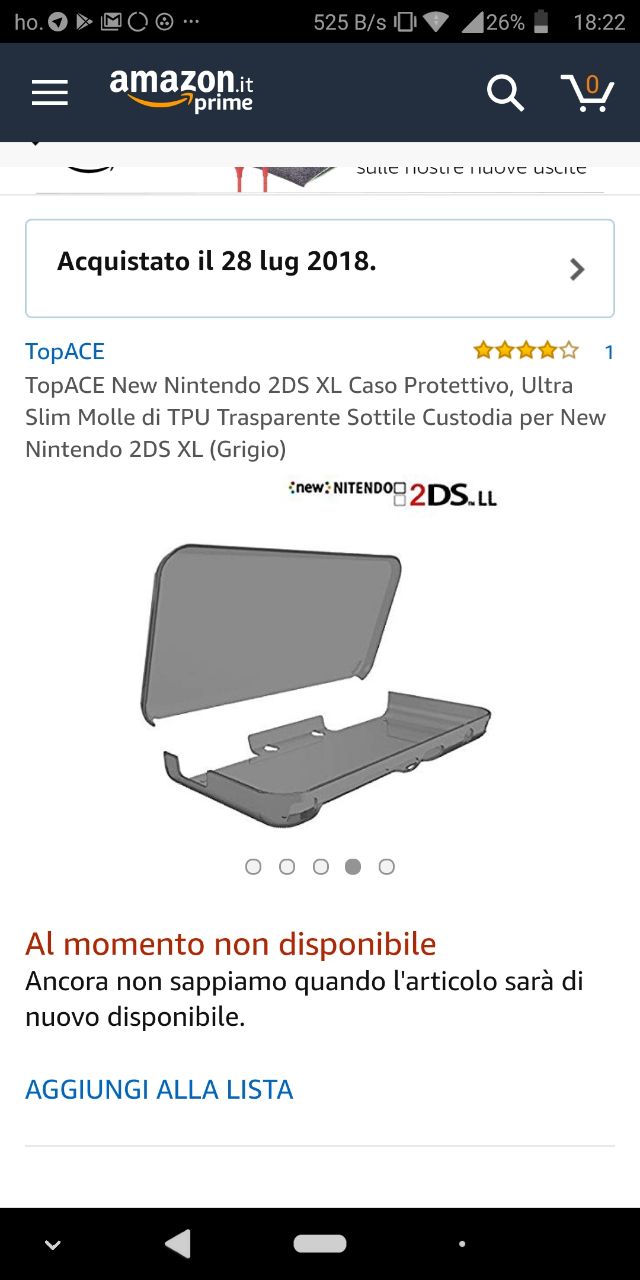 ho. ... 525 B/s 26% 18:22
amazon.it
prime
0
sulle nostre nuove uscite
Acquistato il 28 lug 2018.
TopACE 1
TopACE New Nintendo 2DS XL Caso Protettivo, Ultra
Slim Molle di TPU Trasparente Sottile Custodia per New
Nintendo 2DS XL (Grigio)
new NITENDO 2DS™ LL
Al momento non disponibile
Ancora non sappiamo quando l'articolo sarà di
nuovo disponibile.
AGGIUNGI ALLA LISTA